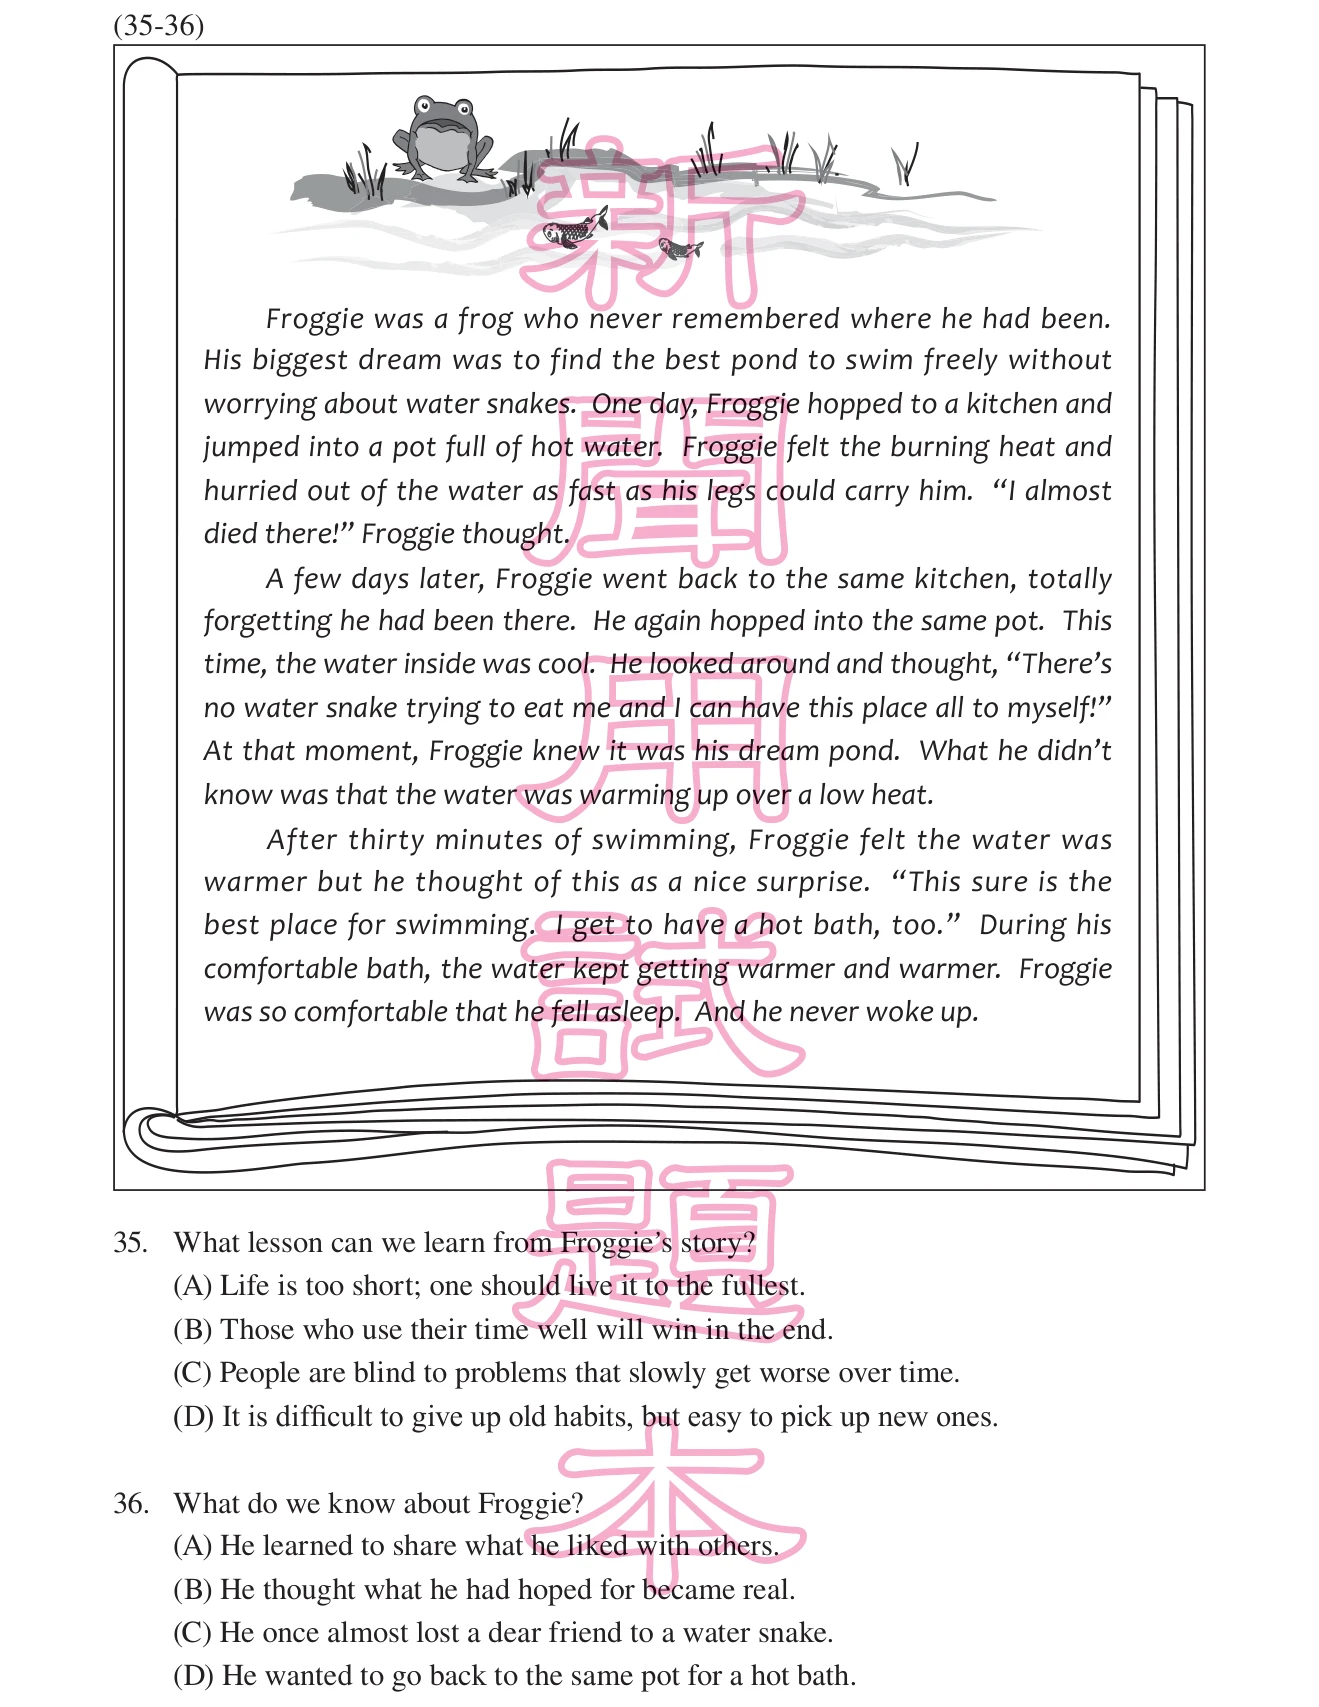 (35-36)
Froggie was a frog who never remembered where he had been.
His biggest dream was to find the best pond to swim freely without
worrying about water snakes. One day, Froggie hopped to a kitchen and
jumped into a pot full of hot water. Froggie felt the burning heat and
hurried out of the water as fast as his legs could carry him. “I almost
died there!” Froggie thought.
A few days later, Froggie went back to the same kitchen, totally
forgetting he had been there. He again hopped into the same pot. This
time, the water inside was cool. He looked around and thought, “There’s
no water snake trying to eat me and I can have this place all to myself!”
At that moment, Froggie knew it was his dream pond. What he didn’t
know was that the water was warming up over a low heat.
After thirty minutes of swimming, Froggie felt the water was
warmer but he thought of this as a nice surprise. “This sure is the
best place for swimming. I get to have a hot bath, too.” During his
comfortable bath, the water kept getting warmer and warmer. Froggie
was so comfortable that he fell asleep. And he never woke up.
35. What lesson can we learn from Froggie’s story?
(A) Life is too short; one should live it to the fullest.
(B) Those who use their time well will win in the end.
(C) People are blind to problems that slowly get worse over time.
(D) It is difficult to give up old habits, but easy to pick up new ones.
36. What do we know about Froggie?
(A) He learned to share what he liked with others.
(B) He thought what he had hoped for became real.
(C) He once almost lost a dear friend to a water snake.
(D) He wanted to go back to the same pot for a hot bath.
新聞用試題本